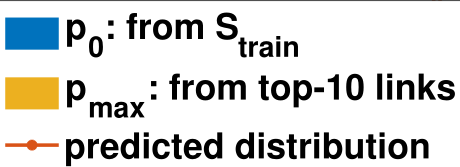 p0: from Strain
pmax: from top-10 links
predicted distribution